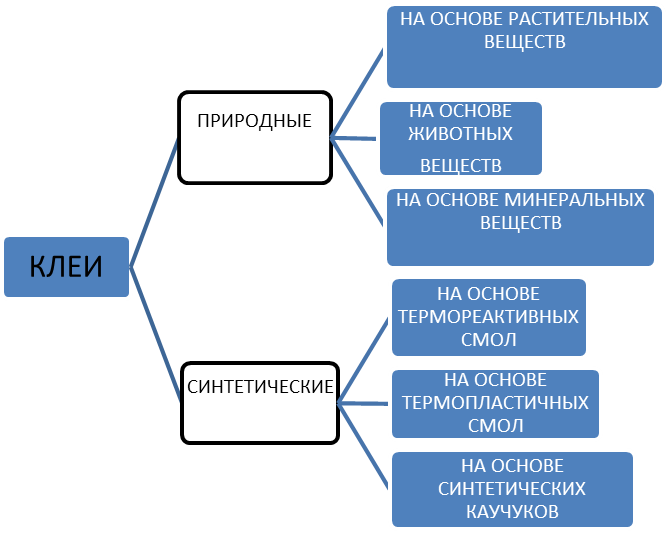 КЛЕИ
ПРИРОДНЫЕ
НА ОСНОВЕ РАСТИТЕЛЬНЫХ
ВЕЩЕСТВ
НА ОСНОВЕ
ЖИВОТНЫХ
ВЕЩЕСТВ
НА ОСНОВЕ МИНЕРАЛЬНЫХ
ВЕЩЕСТВ
СИНТЕТИЧЕСКИЕ
НА ОСНОВЕ
ТЕРМОРЕАКТИВНЫХ
СМОЛ
НА ОСНОВЕ
ТЕРМОПЛАСТИЧНЫХ
СМОЛ
НА ОСНОВЕ
СИНТЕТИЧЕСКИХ
КАУЧУКОВ